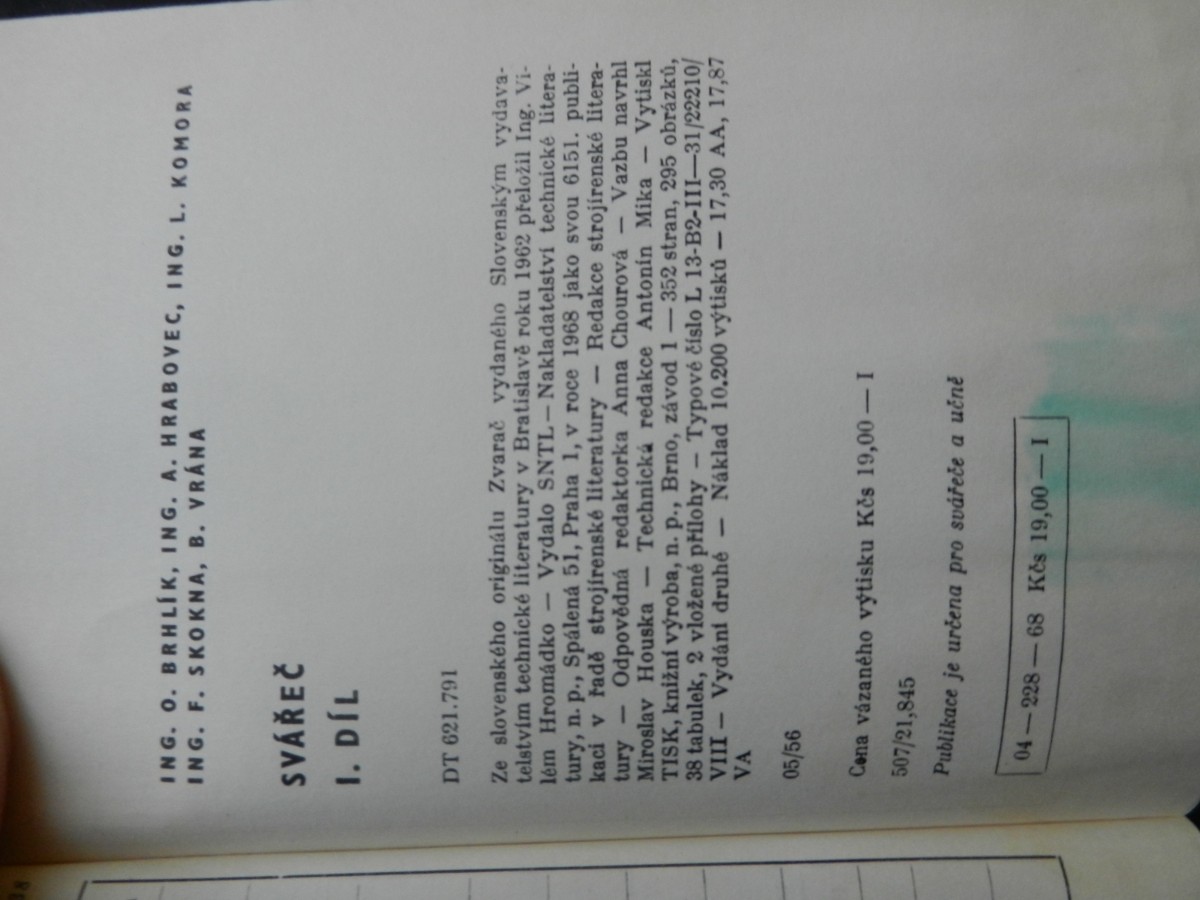 ING. O. BRHLÍK, ING. A. HRABOVEC, ING. L. KOMORA
ING. F. SKOKNA, B. VRÁNA
SVÁŘEČ
I. DÍL
DT 621.791
Ze slovenského originálu Zvarač vydaného Slovenským vydava-
telstvím technické literatury v Bratislavě roku 1962 přeložil Ing. Vi-
lém Hromádko — Vydalo SNTL — Nakladatelství technické litera-
tury, n. p., Spálená 51, Praha 1, v roce 1968 jako svou 6151. publi-
kaci v řadě strojírenské literatury — Redakce strojírenské litera-
tury — Odpovědná redaktorka Anna Chourová — Vazbu navrhl
Miroslav Houska — Technická redakce Antonín Mika — Vytiskl
TISK, knižní výroba, n. p., Brno, závod 1 — 352 stran, 295 obrázků,
38 tabulek, 2 vložené přílohy — Typové číslo L 13-B2-III—31/22210/
VIII — Vydání druhé — Náklad 10.200 výtisků — 17,30 AA, 17,87
VA
05/56
Cena vázaného výtisku Kčs 19,00 — I
507/21,845
Publikace je určena pro svářeče a učně
04 — 228 — 68 Kčs 19,00 — I